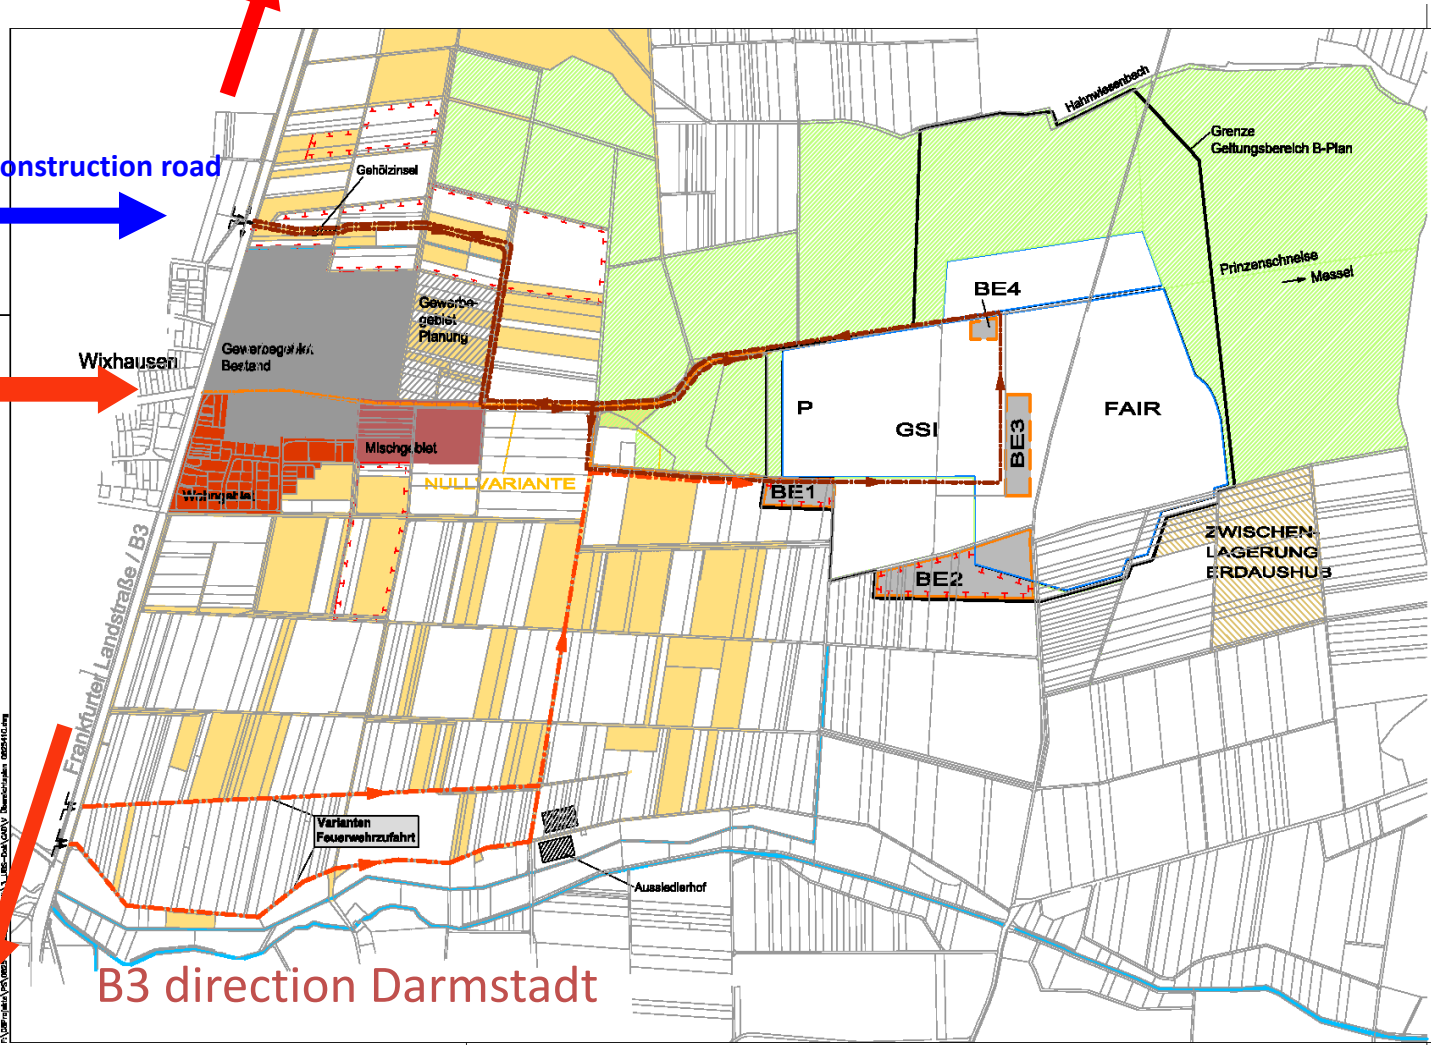 Hahnwiesenbach
Grenze
Geltungsbereich B-Plan
onstruction road
Gehölzinsel
Prinzenschneise
Messel
BE4
Gewerbe-
gebiet
Planung
Gewerbegebiet
Bestand
Wixhausen
P
GSI
FAIR
BE3
Mischgebiet
NULLVARIANTE
Wohngebiet
BE1
ZWISCHEN-
LAGERUNG
ERDAUSHUB
BE2
Frankfurter Landstraße / B3
Varianten
Feuerwehrzufahrt
Aussiedlerhof
B3 direction Darmstadt